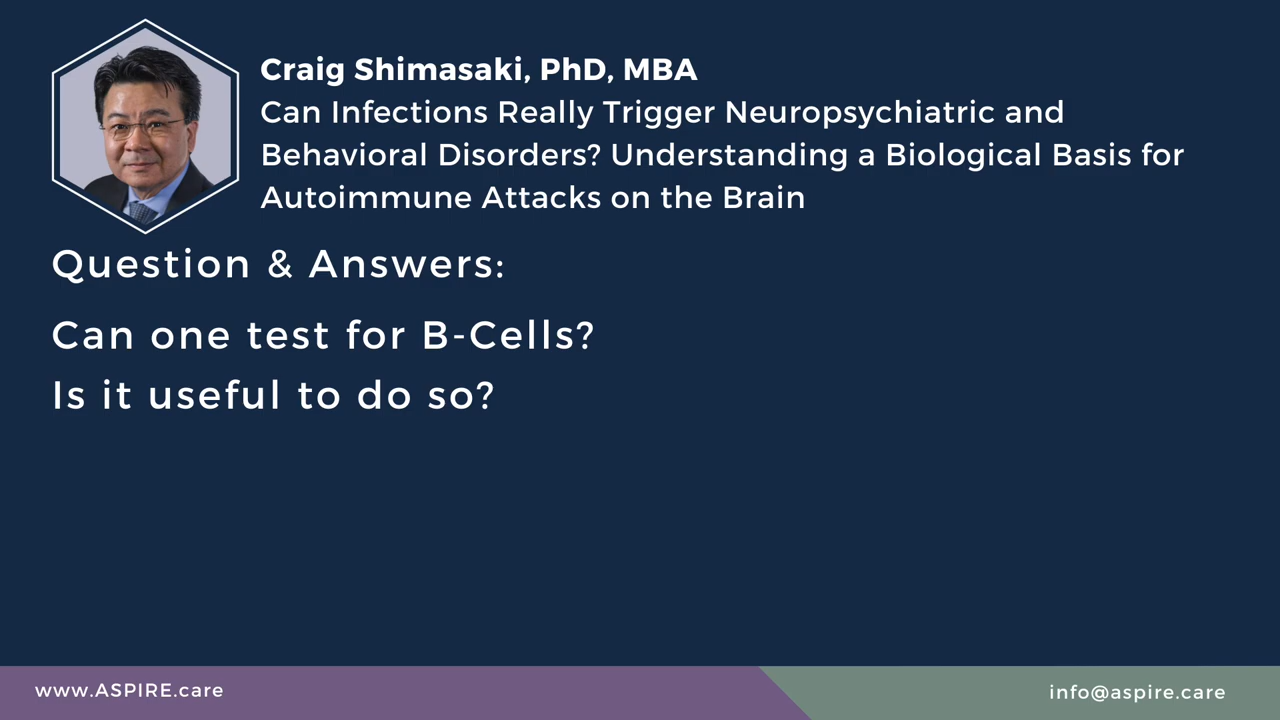 Craig Shimasaki, PhD, MBA
Can Infections Really Trigger Neuropsychiatric and
Behavioral Disorders? Understanding a Biological Basis for
Autoimmune Attacks on the Brain
Question & Answers:
Can one test for B-Cells?
Is it useful to do so?
www.ASPIRE.care
info@aspire.care